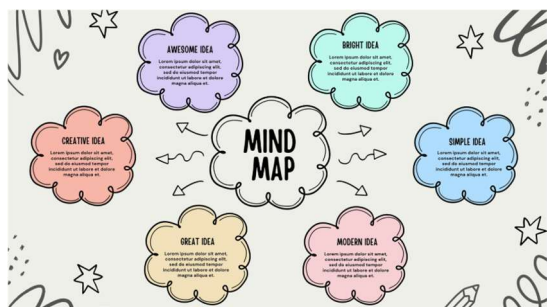 AWESOME IDEA
Lorem ipsum dolor sit amet,
consectetur adipiscing elit,
sed do eiusmod tempor
incididunt ut labore et dolore
magna aliqua et.
BRIGHT IDEA
Lorem ipsum dolor sit amet,
consectetur adipiscing elit,
sed do eiusmod tempor
incididunt ut labore et dolore
magna aliqua et.
CREATIVE IDEA
Lorem ipsum dolor sit amet,
consectetur adipiscing elit,
sed do eiusmod tempor
incididunt ut labore et dolore
magna aliqua et.
MIND
MAP
SIMPLE IDEA
Lorem ipsum dolor sit amet,
consectetur adipiscing elit,
sed do eiusmod tempor
incididunt ut labore et dolore
magna aliqua et.
GREAT IDEA
Lorem ipsum dolor sit amet,
consectetur adipiscing elit,
sed do eiusmod tempor
incididunt ut labore et dolore
magna aliqua et.
MODERN IDEA
Lorem ipsum dolor sit amet,
consectetur adipiscing elit,
sed do eiusmod tempor
incididunt ut labore et dolore
magna aliqua et.